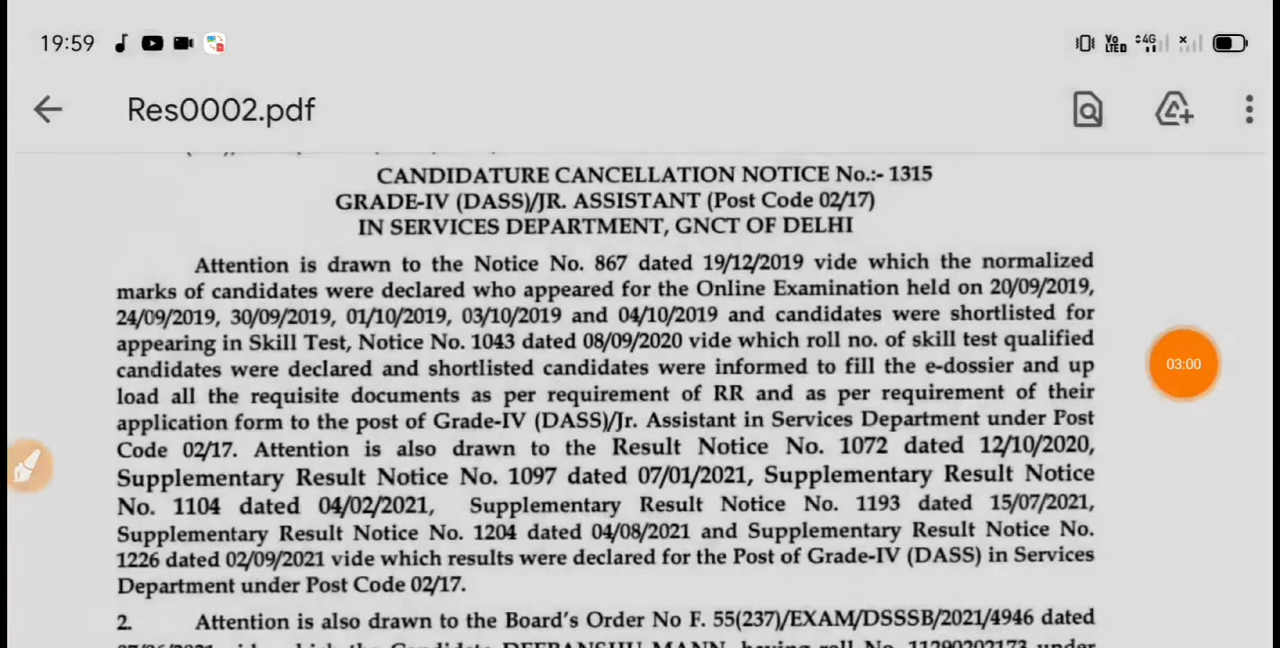 19:59
Vo LTE 4G
Res0002.pdf
CANDIDATURE CANCELLATION NOTICE No.:- 1315
GRADE-IV (DASS)/JR. ASSISTANT (Post Code 02/17)
IN SERVICES DEPARTMENT, GNCT OF DELHI
Attention is drawn to the Notice No. 867 dated 19/12/2019 vide which the normalized
marks of candidates were declared who appeared for the Online Examination held on 20/09/2019,
24/09/2019, 30/09/2019, 01/10/2019, 03/10/2019 and 04/10/2019 and candidates were shortlisted for
appearing in Skill Test, Notice No. 1043 dated 08/09/2020 vide which roll no. of skill test qualified
candidates were declared and shortlisted candidates were informed to fill the e-dossier and up
load all the requisite documents as per requirement of RR and as per requirement of their
application form to the post of Grade-IV (DASS)/Jr. Assistant in Services Department under Post
Code 02/17. Attention is also drawn to the Result Notice No. 1072 dated 12/10/2020,
Supplementary Result Notice No. 1097 dated 07/01/2021, Supplementary Result Notice
No. 1104 dated 04/02/2021, Supplementary Result Notice No. 1193 dated 15/07/2021,
Supplementary Result Notice No. 1204 dated 04/08/2021 and Supplementary Result Notice No.
1226 dated 02/09/2021 vide which results were declared for the Post of Grade-IV (DASS) in Services
Department under Post Code 02/17.
03:00
2. Attention is also drawn to the Board's Order No F. 55(237)/EXAM/DSSSB/2021/4946 dated
the Candidate DEEPANSHU MANN, having roll No. 11290202173 under